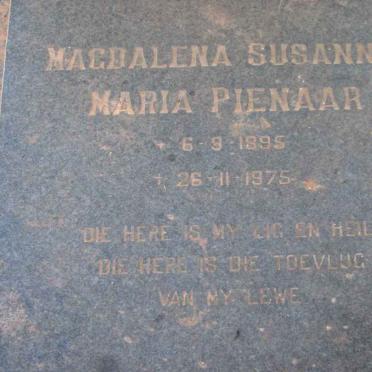 MAGDALENA SUSANN
MARIA PIENAAR
6-9-1895
+ 26-11-1975
DIE HERE IS MY LIG EN HEIL
DIE HERE IS DIE TOEVLUG
VAN MY LEWE